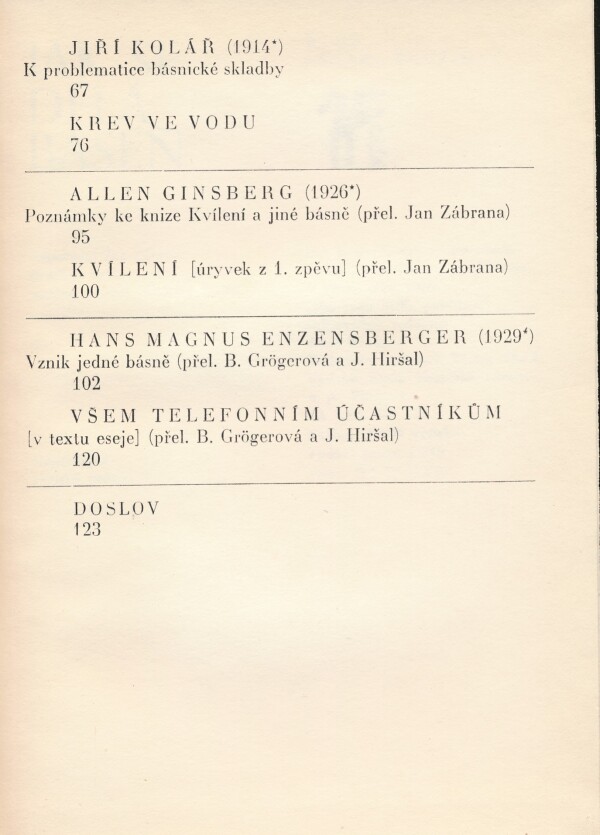 JIŘÍ KOLÁŘ (1914*)
K problematice básnické skladby
67
KREV VE VODU
76
ALLEN GINSBERG (1926*)
Poznámky ke knize Kvílení a jiné básně (přel. Jan Zábrana)
95
KVÍLENÍ [úryvek z 1. zpěvu] (přel. Jan Zábrana)
100
HANS MAGNUS ENZENSBERGER (1929*)
Vznik jedné básně (přel. B. Grögerová a J. Hiršal)
102
VŠEM TELEFONNÍM ÚČASTNÍKŮM
[v textu eseje] (přel. B. Grögerová a J. Hiršal)
120
DOSLOV
123